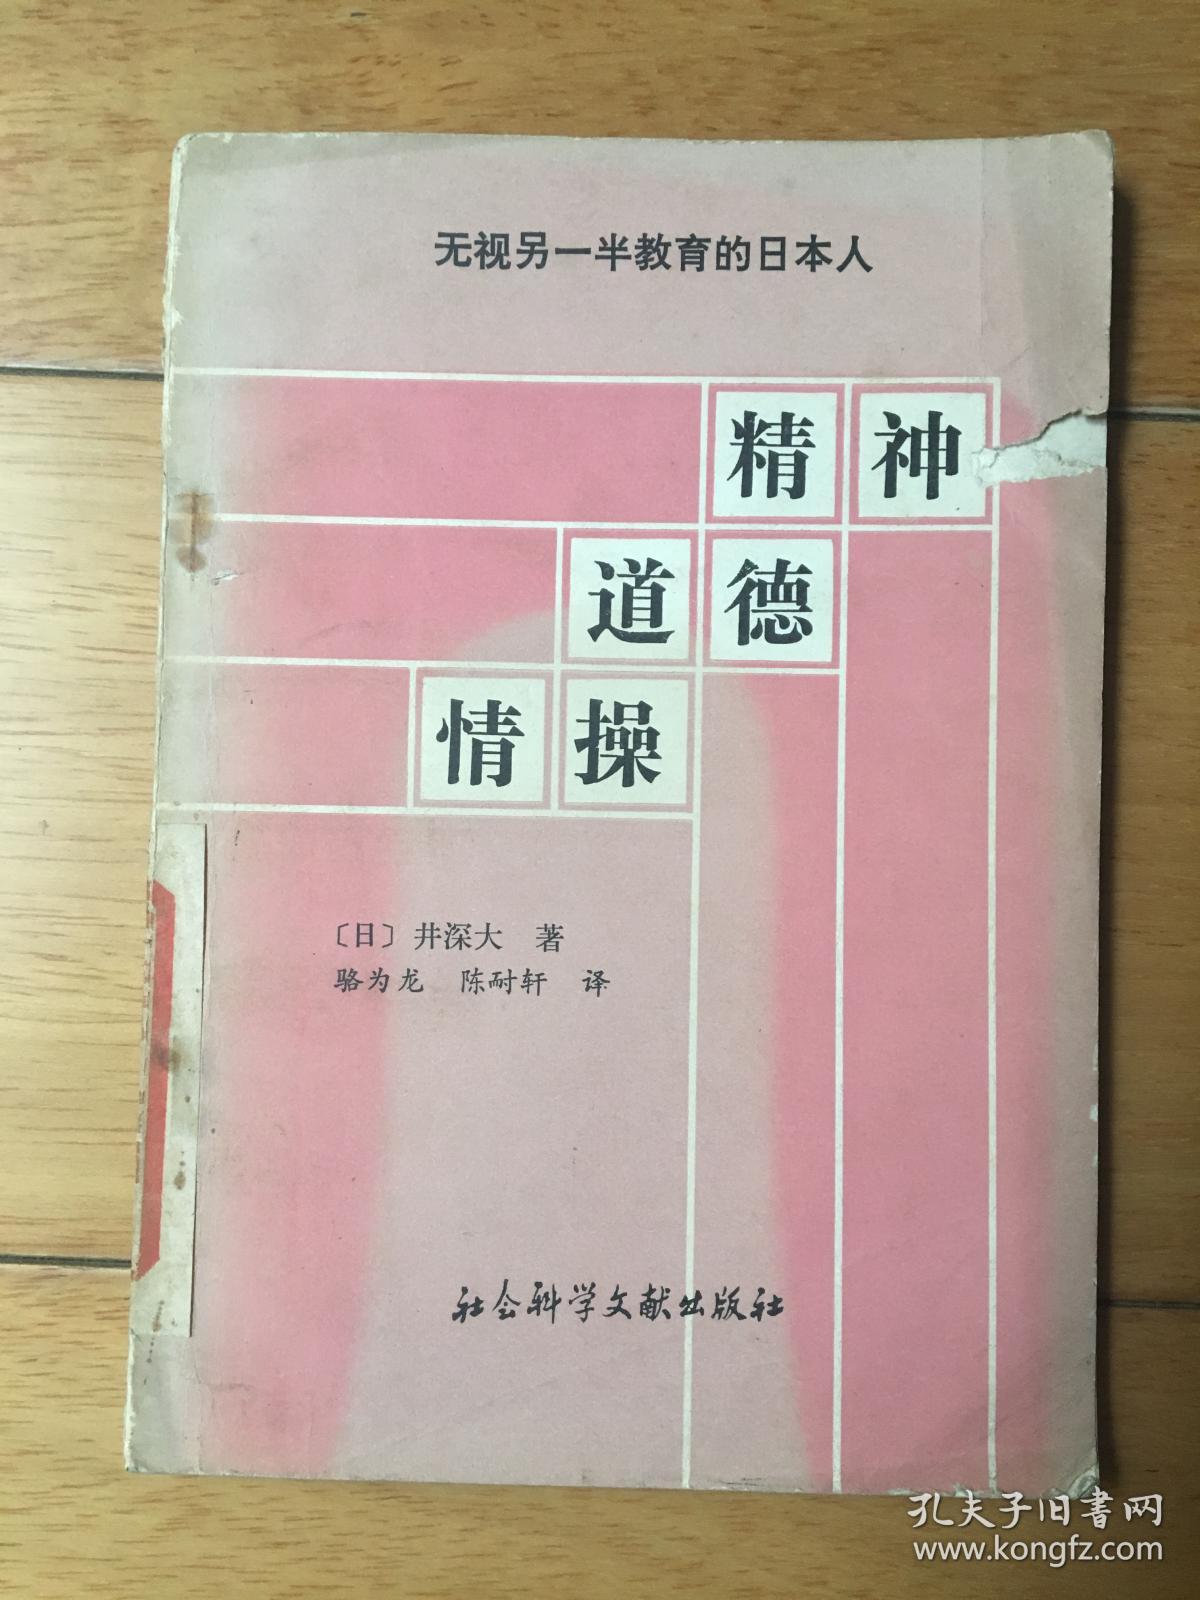 无视另一半教育的日本人
精神
道德
情操
〔日〕井深大 著
骆为龙 陈耐轩 译
社会科学文献出版社
孔夫子旧书网
www.kongfz.com